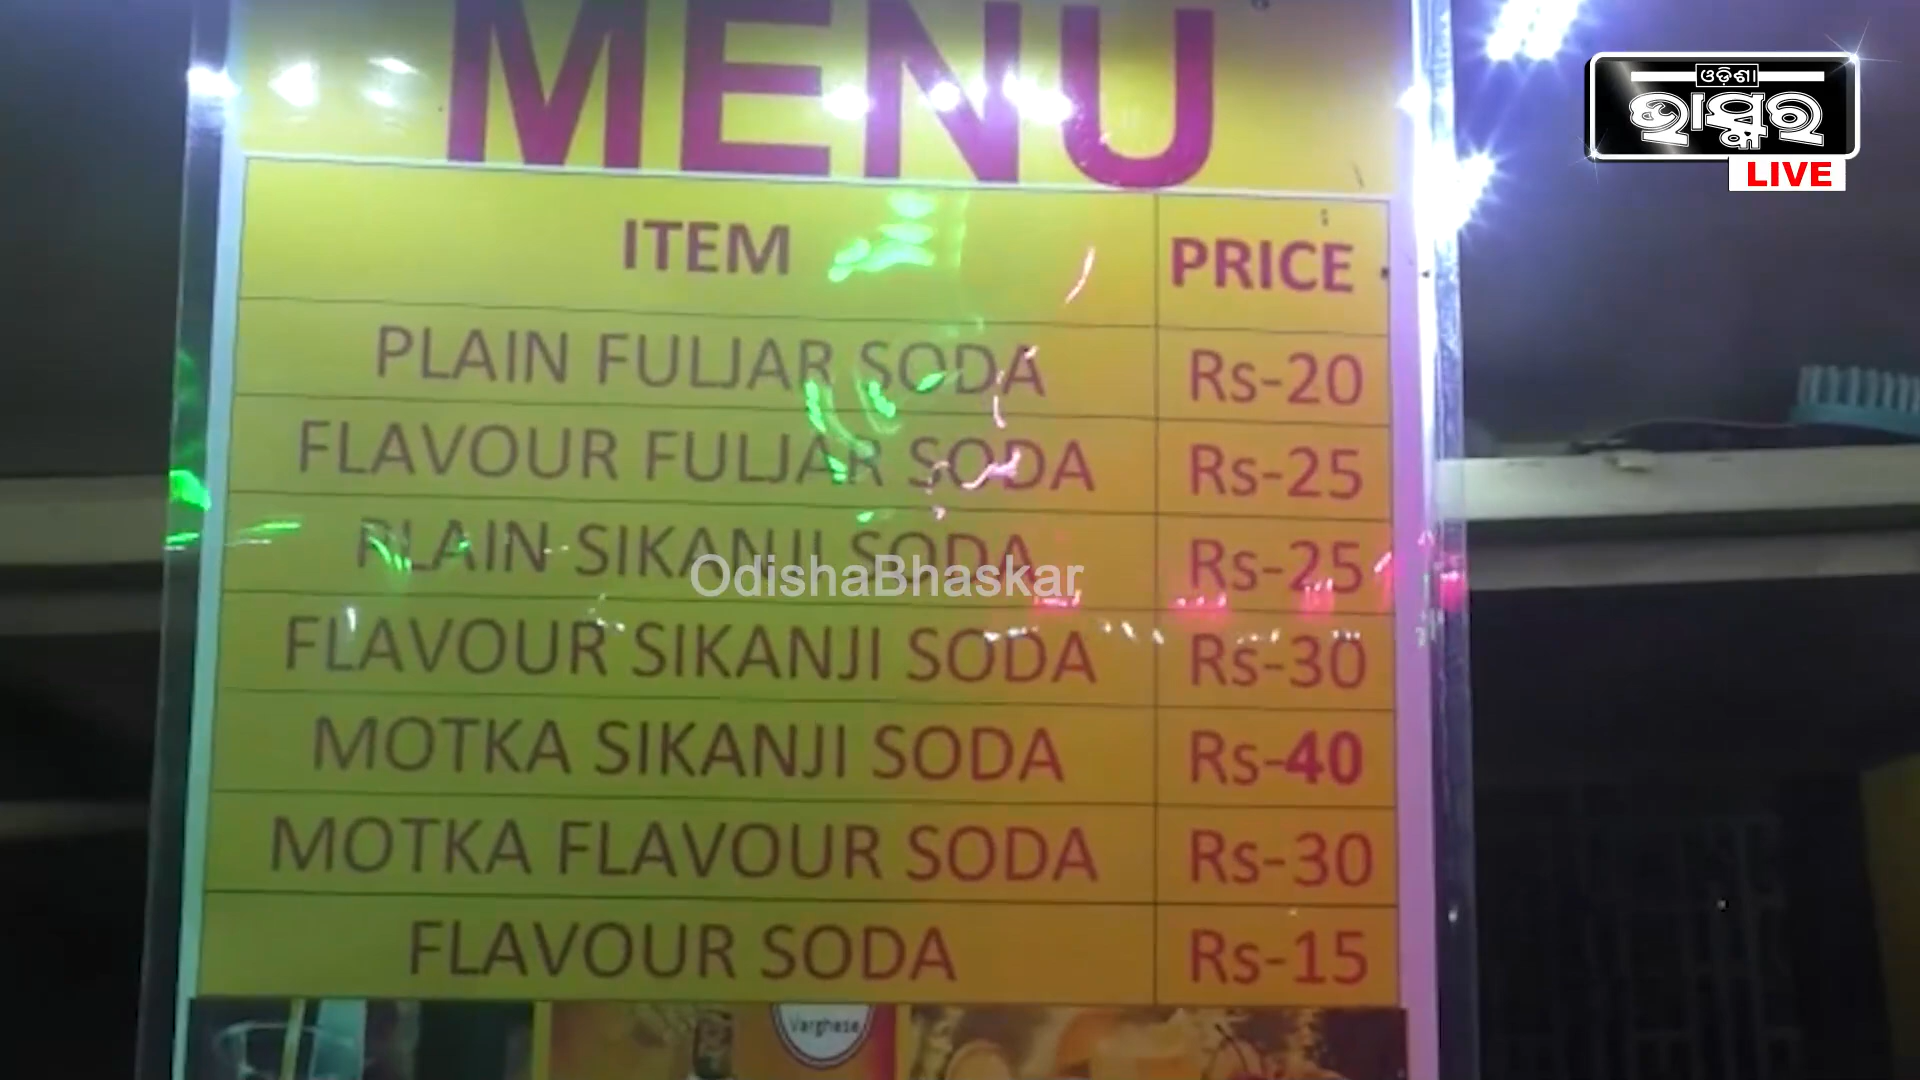 MENU
ଓଡ଼ିଶା
ଭାସ୍କର
LIVE
ITEM PRICE
PLAIN FULJAR SODA Rs-20
FLAVOUR FULJAR SODA Rs-25
PLAIN SIKANJI SODA Rs-25
OdishaBhaskar
FLAVOUR SIKANJI SODA Rs-30
MOTKA SIKANJI SODA Rs-40
MOTKA FLAVOUR SODA Rs-30
FLAVOUR SODA Rs-15
Varghese